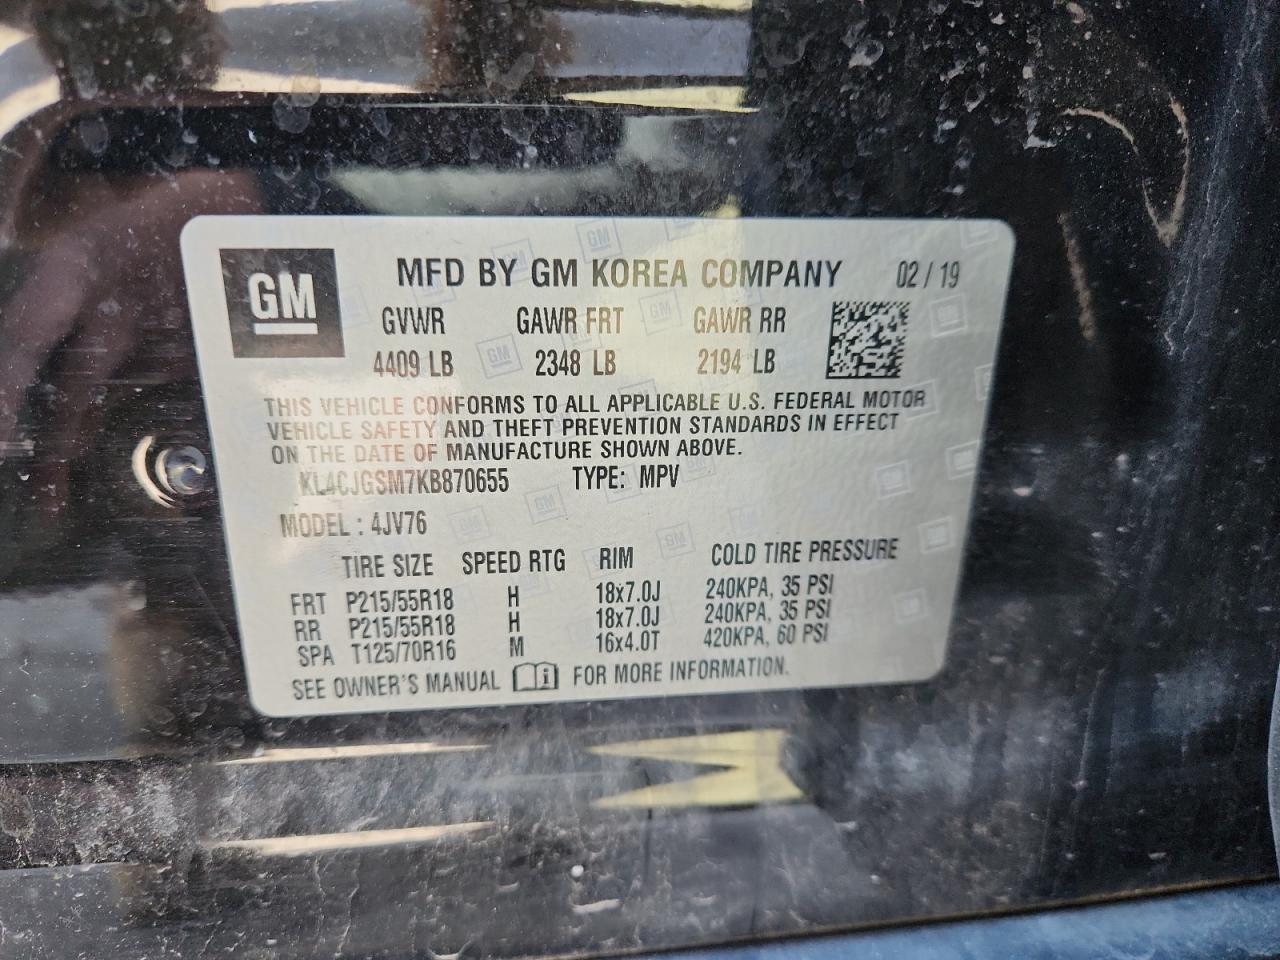 GM
MFD BY GM KOREA COMPANY 02 / 19
GVWR GAWR FRT GAWR RR
4409 LB 2348 LB 2194 LB
THIS VEHICLE CONFORMS TO ALL APPLICABLE U.S. FEDERAL MOTOR
VEHICLE SAFETY AND THEFT PREVENTION STANDARDS IN EFFECT
ON THE DATE OF MANUFACTURE SHOWN ABOVE.
KL4CJGSM7KB870655 TYPE: MPV
MODEL : 4JV76
TIRE SIZE SPEED RTG RIM COLD TIRE PRESSURE
FRT P215/55R18 H 18x7.0J 240KPA, 35 PSI
RR P215/55R18 H 18x7.0J 240KPA, 35 PSI
SPA T125/70R16 M 16x4.0T 420KPA, 60 PSI
SEE OWNER'S MANUAL FOR MORE INFORMATION.